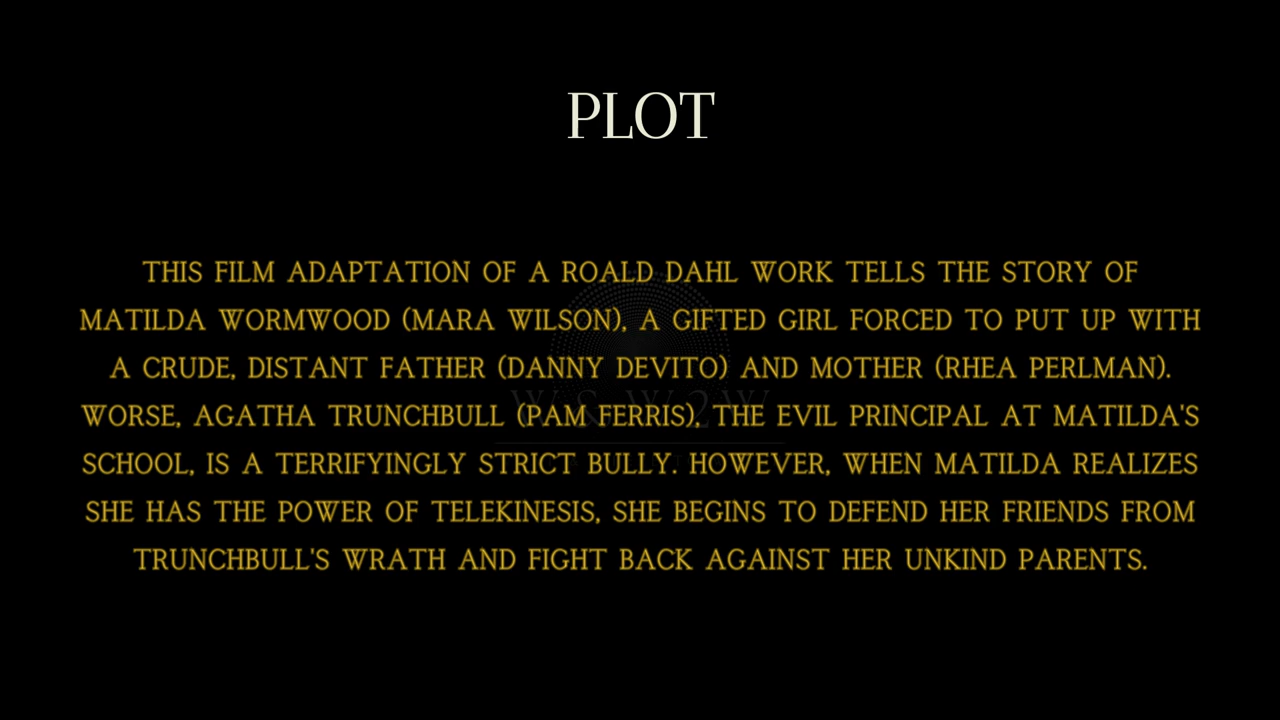 PLOT
THIS FILM ADAPTATION OF A ROALD DAHL WORK TELLS THE STORY OF
MATILDA WORMWOOD (MARA WILSON), A GIFTED GIRL FORCED TO PUT UP WITH
A CRUDE, DISTANT FATHER (DANNY DEVITO) AND MOTHER (RHEA PERLMAN).
WORSE, AGATHA TRUNCHBULL (PAM FERRIS), THE EVIL PRINCIPAL AT MATILDA'S
SCHOOL, IS A TERRIFYINGLY STRICT BULLY. HOWEVER, WHEN MATILDA REALIZES
SHE HAS THE POWER OF TELEKINESIS, SHE BEGINS TO DEFEND HER FRIENDS FROM
TRUNCHBULL'S WRATH AND FIGHT BACK AGAINST HER UNKIND PARENTS.